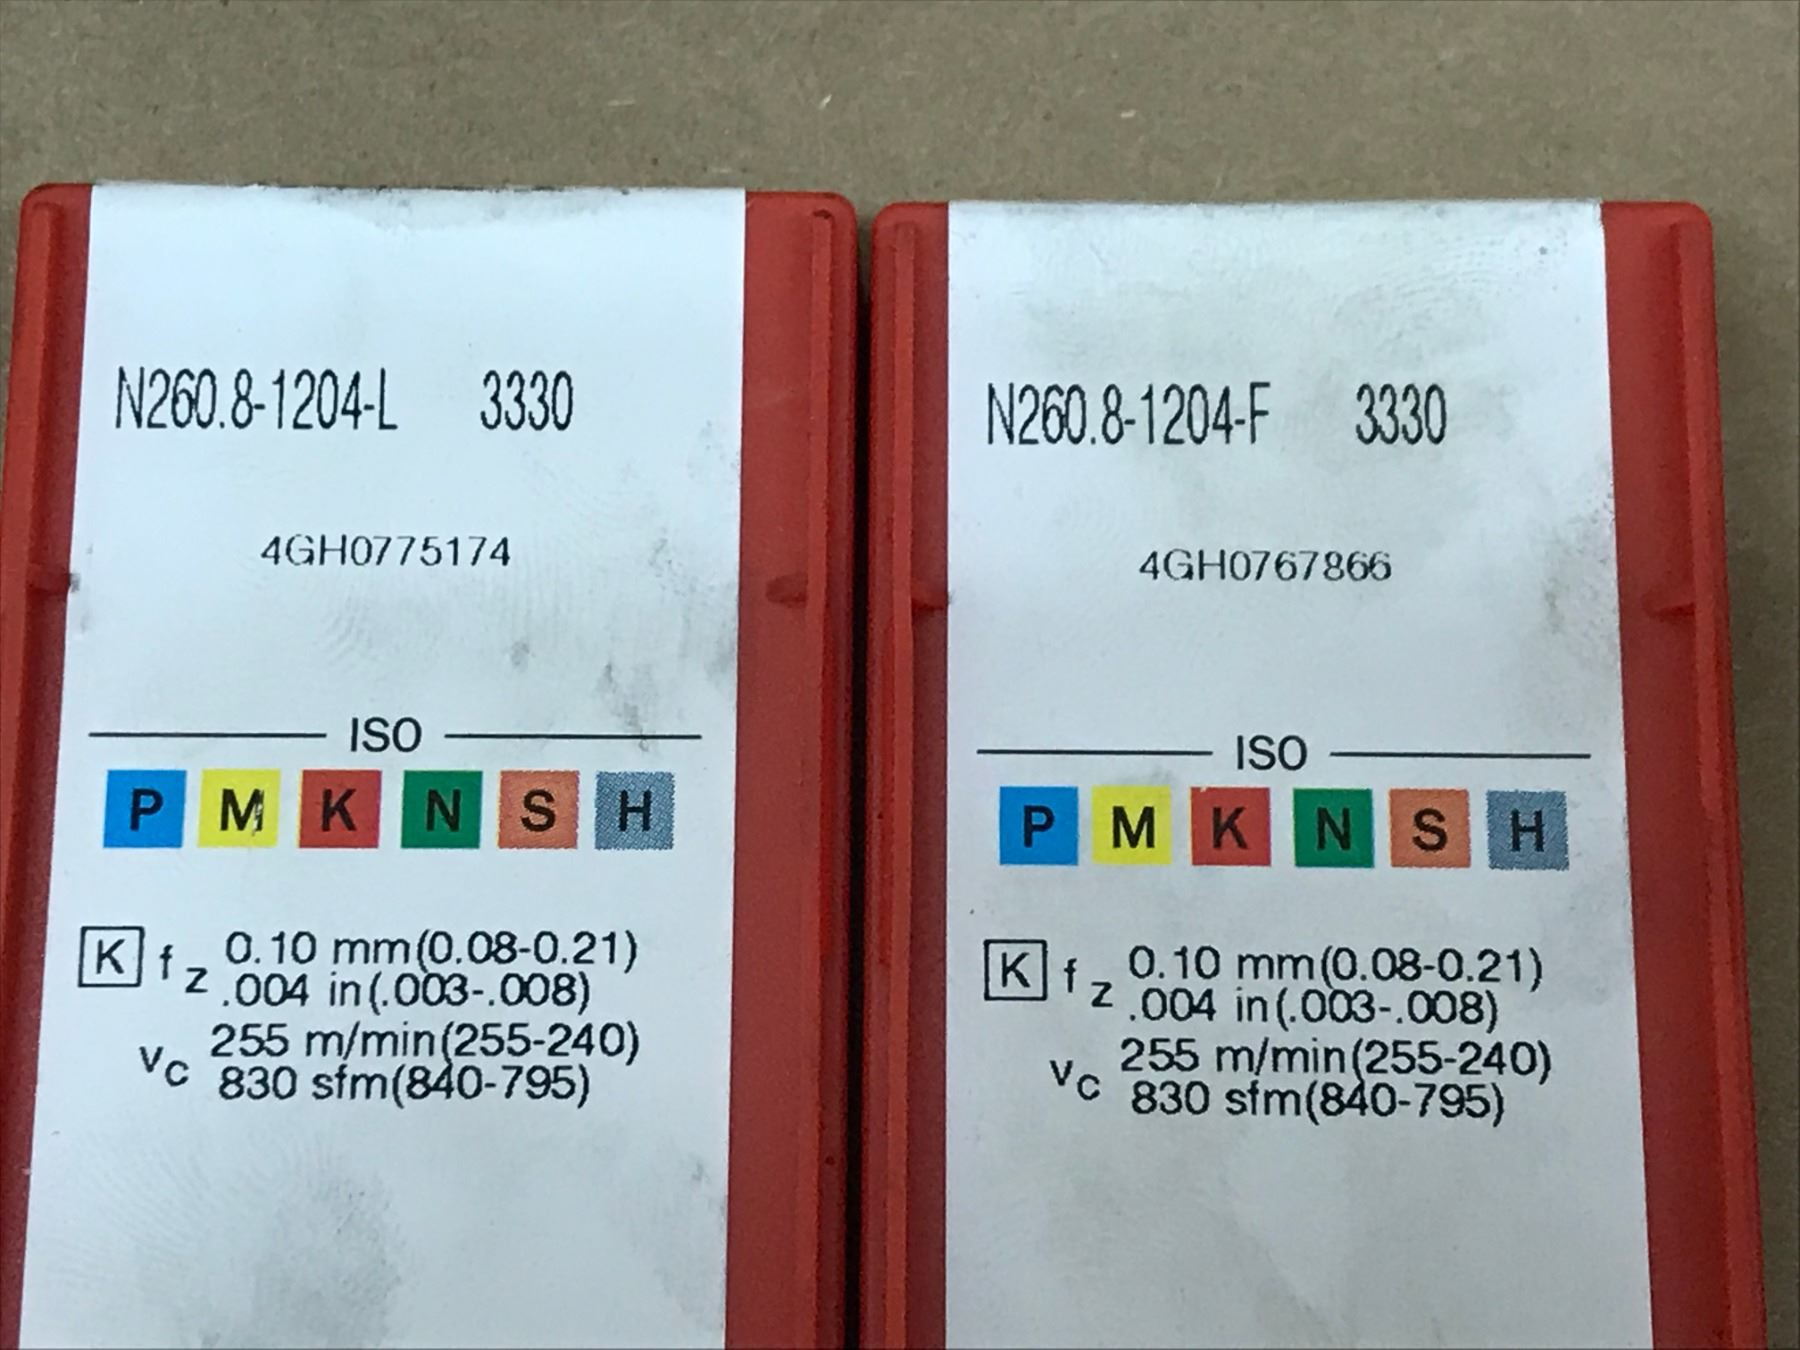 N260.8-1204-L 3330
4GH0775174
ISO
P M K N S H
K fz 0.10 mm(0.08-0.21)
.004 in(.003-.008)
vc 255 m/min(255-240)
830 sfm(840-795)
N260.8-1204-F 3330
4GH0767866
ISO
P M K N S H
K fz 0.10 mm(0.08-0.21)
.004 in(.003-.008)
vc 255 m/min(255-240)
830 sfm(840-795)